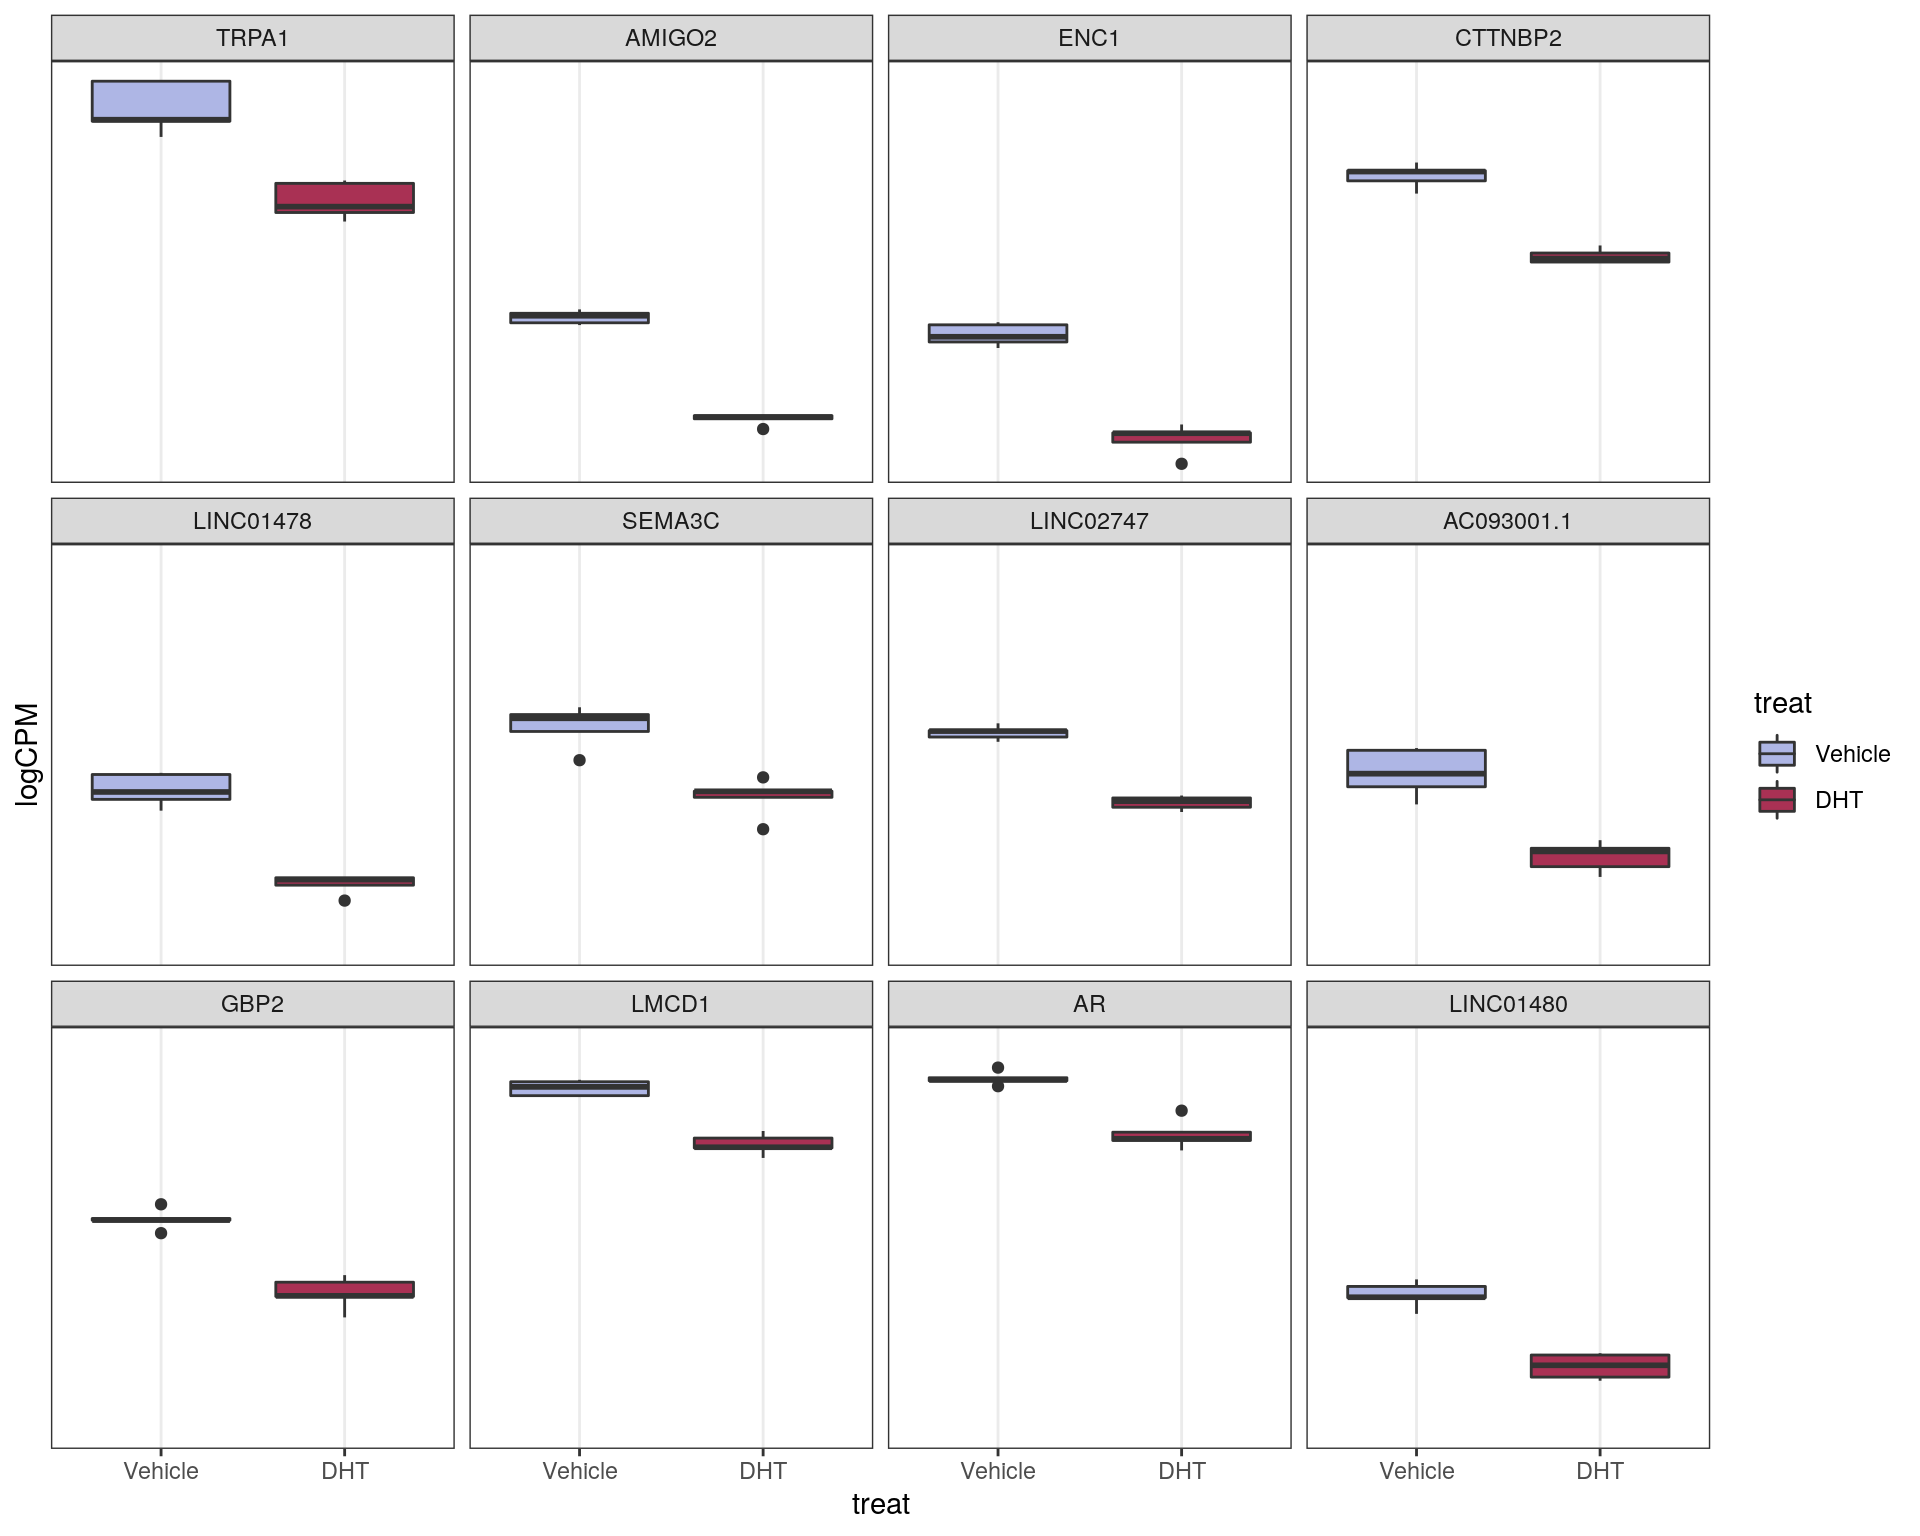 TRPA1
AMIGO2
ENC1
CTTNBP2
LINC01478
SEMA3C
LINC02747
AC093001.1
GBP2
LMCD1
AR
LINC01480
logCPM
Vehicle
DHT
Vehicle
DHT
Vehicle
DHT
Vehicle
DHT
treat
treat
Vehicle
DHT